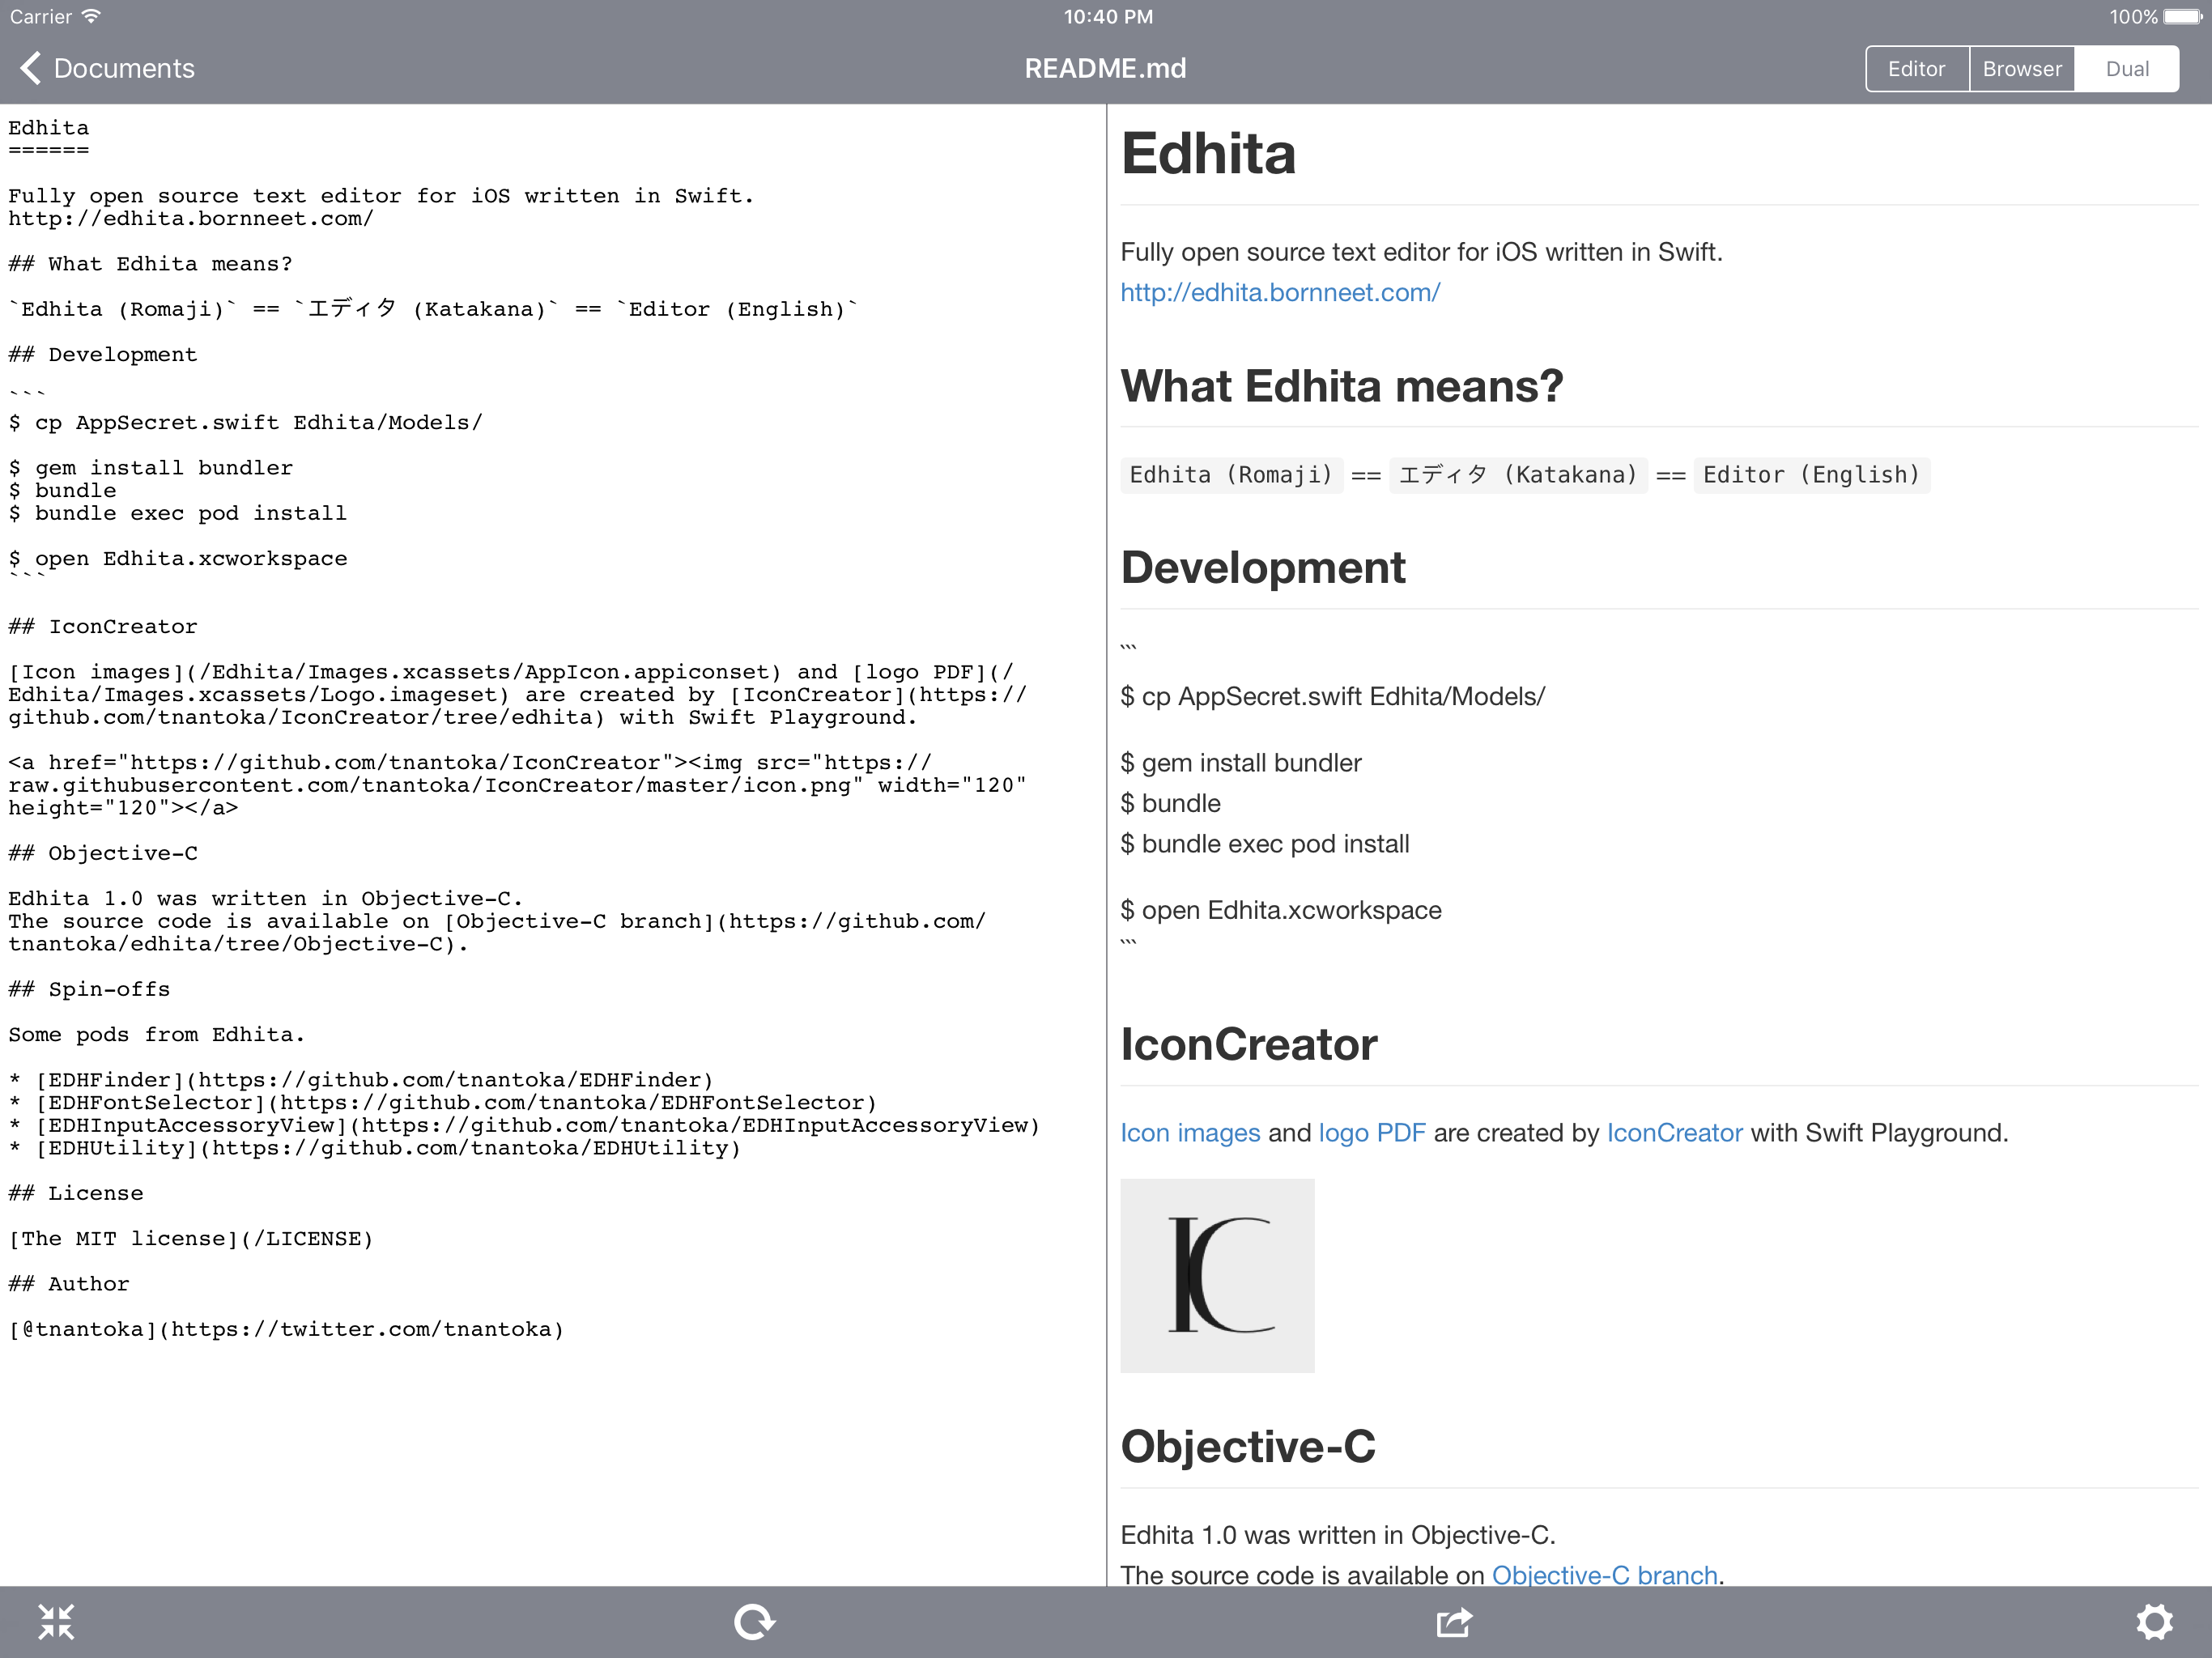 Carrier
10:40 PM
100%
Documents
README.md
Editor
Browser
Dual
Edhita
======
Fully open source text editor for iOS written in Swift.
http://edhita.bornneet.com/
## What Edhita means?
`Edhita (Romaji)` == `エディタ (Katakana)` == `Editor (English)`
## Development
```
$ cp AppSecret.swift Edhita/Models/
$ gem install bundler
$ bundle
$ bundle exec pod install
$ open Edhita.xcworkspace
```
## IconCreator
[Icon images](/Edhita/Images.xcassets/AppIcon.appiconset) and [logo PDF](/
Edhita/Images.xcassets/Logo.imageset) are created by [IconCreator](https://
github.com/tnantoka/IconCreator/tree/edhita) with Swift Playground.
<a href="https://github.com/tnantoka/IconCreator"><img src="https://
raw.githubusercontent.com/tnantoka/IconCreator/master/icon.png" width="120"
height="120"></a>
## Objective-C
Edhita 1.0 was written in Objective-C.
The source code is available on [Objective-C branch](https://github.com/
tnantoka/edhita/tree/Objective-C).
## Spin-offs
Some pods from Edhita.
* [EDHFinder](https://github.com/tnantoka/EDHFinder)
* [EDHFontSelector](https://github.com/tnantoka/EDHFontSelector)
* [EDHInputAccessoryView](https://github.com/tnantoka/EDHInputAccessoryView)
* [EDHUtility](https://github.com/tnantoka/EDHUtility)
## License
[The MIT license](/LICENSE)
## Author
[@tnantoka](https://twitter.com/tnantoka)
Edhita
Fully open source text editor for iOS written in Swift.
http://edhita.bornneet.com/
What Edhita means?
Edhita (Romaji) == エディタ (Katakana) == Editor (English)
Development
```
$ cp AppSecret.swift Edhita/Models/
$ gem install bundler
$ bundle
$ bundle exec pod install
$ open Edhita.xcworkspace
```
IconCreator
Icon images and logo PDF are created by IconCreator with Swift Playground.
IC
Objective-C
Edhita 1.0 was written in Objective-C.
The source code is available on Objective-C branch.